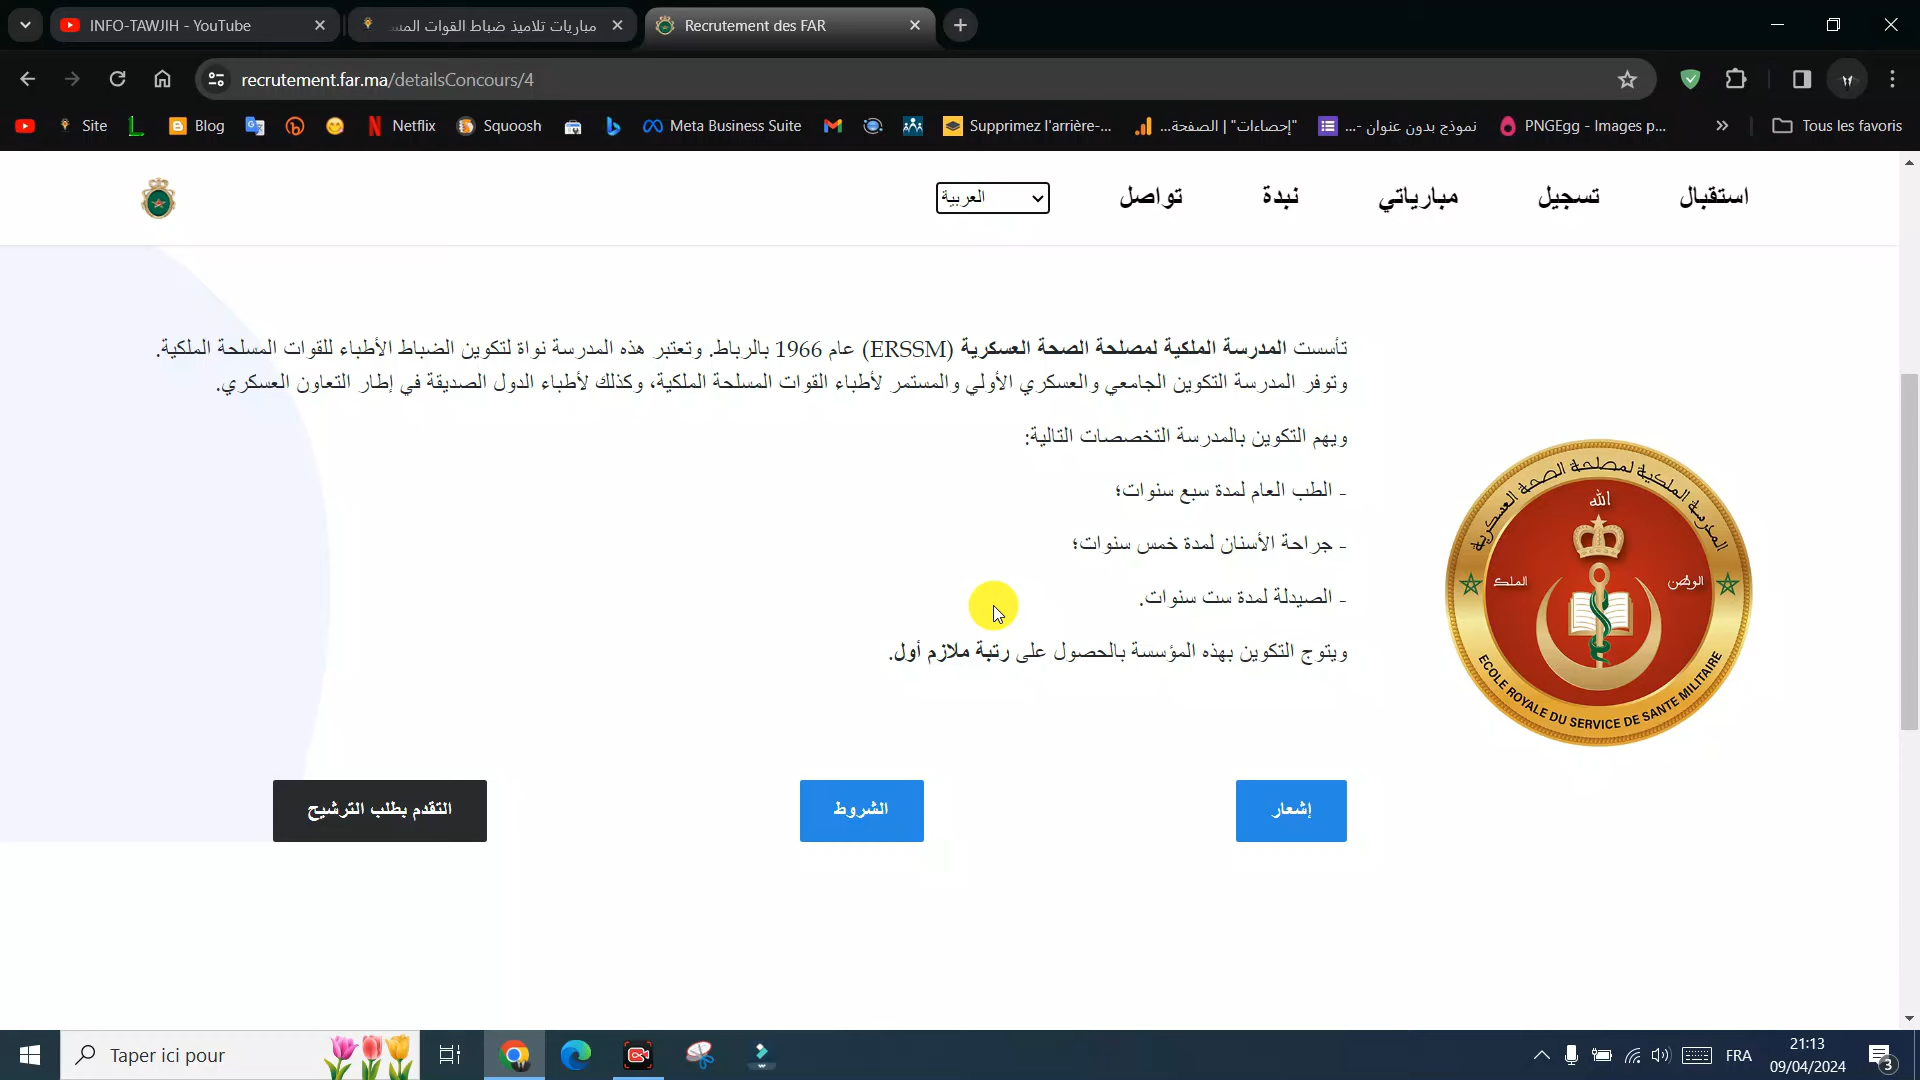 INFO-TAWJIH - YouTube
مباريات تلاميذ ضباط القوات المس
Recrutement des FAR
recrutement.far.ma/detailsConcours/4
Site
Blog
Netflix
Squoosh
Meta Business Suite
Supprimez l'arrière-...
"إحصاءات" | الصفحة...
نموذج بدون عنوان -...
PNGEgg - Images p...
Tous les favoris
استقبال
تسجيل
مبارياتي
نبدة
تواصل
العربية
تأسست المدرسة الملكية لمصلحة الصحة العسكرية (ERSSM) عام 1966 بالرباط. وتعتبر هذه المدرسة نواة لتكوين الضباط الأطباء للقوات المسلحة الملكية.
وتوفر المدرسة التكوين الجامعي والعسكري الأولي والمستمر لأطباء القوات المسلحة الملكية، وكذلك لأطباء الدول الصديقة في إطار التعاون العسكري.
ويهم التكوين بالمدرسة التخصصات التالية:
- الطب العام لمدة سبع سنوات؛
- جراحة الأسنان لمدة خمس سنوات؛
- الصيدلة لمدة ست سنوات.
ويتوج التكوين بهذه المؤسسة بالحصول على رتبة ملازم أول.
المدرسة الملكية لمصلحة الصحة العسكرية
الله
الوطن
الملك
ECOLE ROYALE DU SERVICE DE SANTE MILITAIRE
إشعار
الشروط
التقدم بطلب الترشيح
Taper ici pour
FRA
21:13
09/04/2024
3